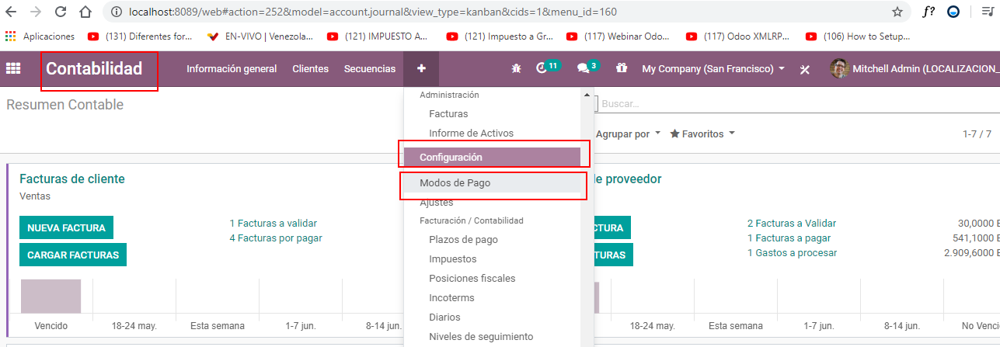 localhost:8089/web#action=252&model=account.journal&view_type=kanban&cids=1&menu_id=160
f?
Aplicaciones (131) Diferentes for... EN-VIVO | Venezola... (121) IMPUESTO A... (121) Impuesto a Gr... (117) Webinar Odo... (117) Odoo XMLRP... (106) How to Setup...
Contabilidad Información general Clientes Secuencias + 11 3 My Company (San Francisco) Mitchell Admin (LOCALIZACION_
Resumen Contable
Buscar...
Agrupar por Favoritos 1-7 / 7
Administración
Facturas
Informe de Activos
Configuración
Modos de Pago
Ajustes
Facturación / Contabilidad
Plazos de pago
Impuestos
Posiciones fiscales
Incoterms
Diarios
Niveles de seguimiento
Facturas de cliente
Ventas
NUEVA FACTURA
CARGAR FACTURAS
1 Facturas a validar
4 Facturas por pagar
Vencido 18-24 may. Esta semana 1-7 jun. 8-14 jun.
de proveedor
CTURA
TURAS
2 Facturas a Validar 30,0000 B
1 Facturas a pagar 541,1000 B
1 Gastos a procesar 2.909,6000 B
18-24 may. Esta semana 1-7 jun. 8-14 jun. No Vencid